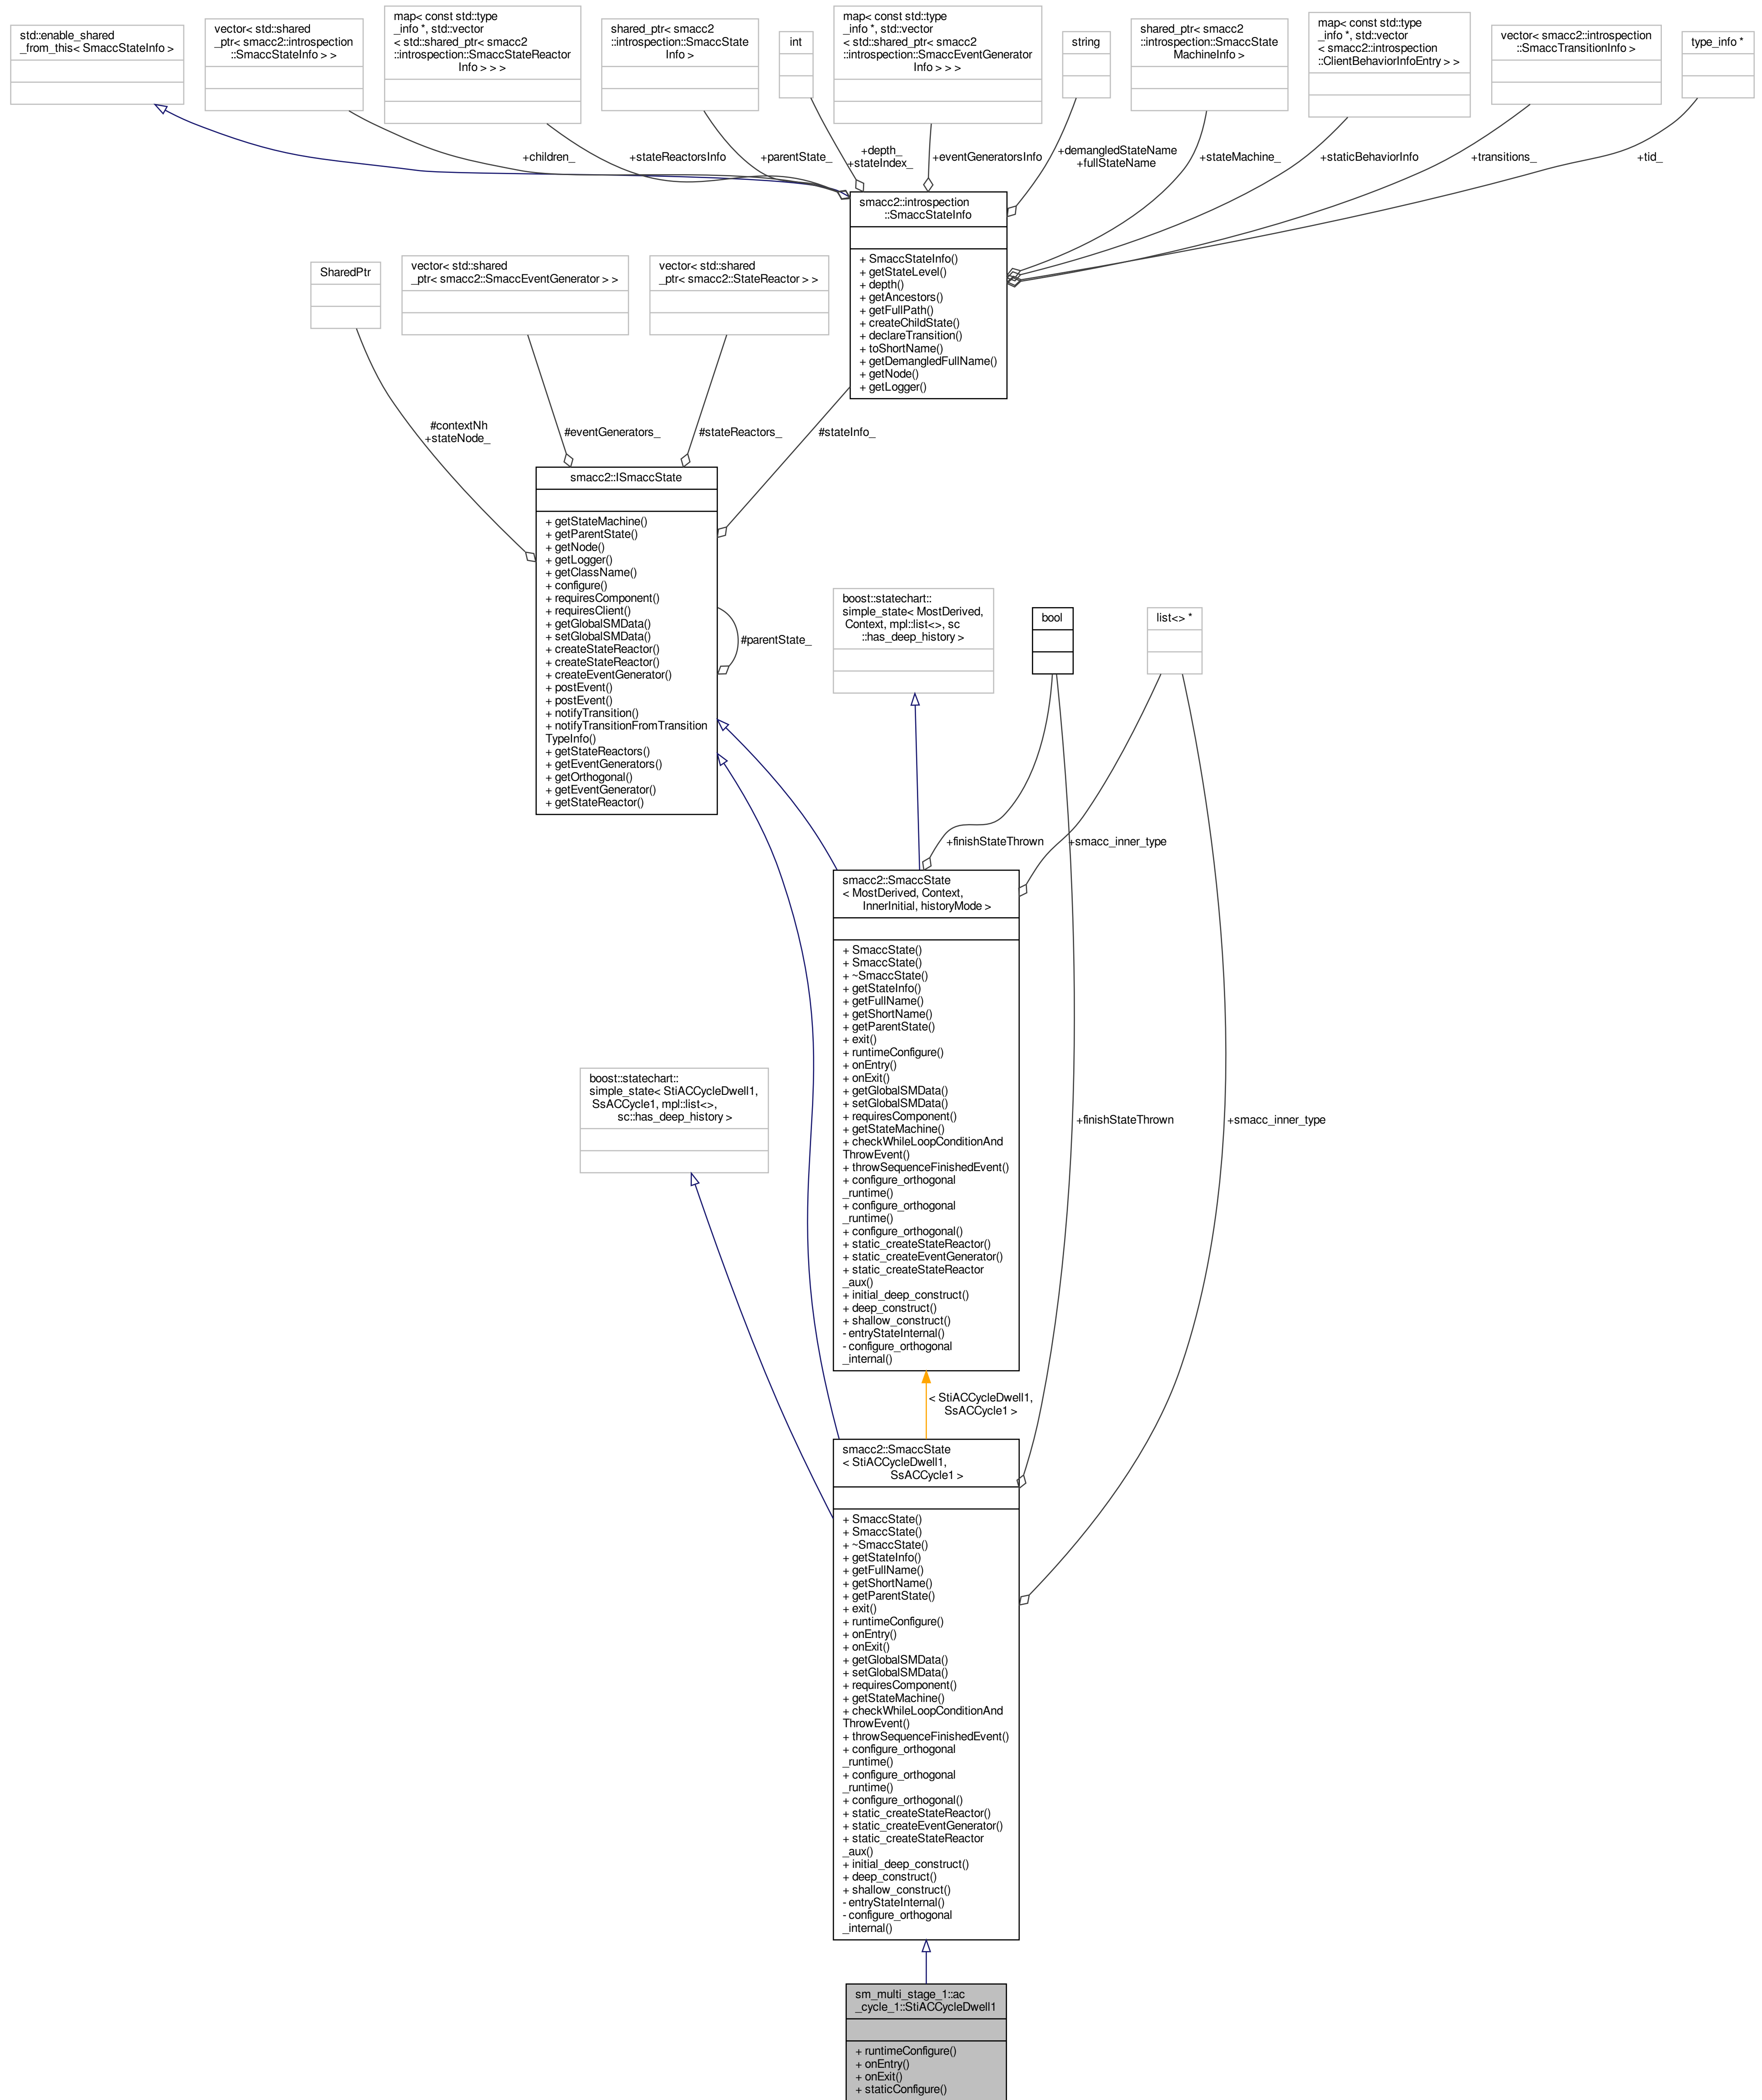 std::enable_shared
_from_this< SmaccStateInfo >
vector< std::shared
_ptr< smacc2::introspection
::SmaccStateInfo > >
map< const std::type
_info *, std::vector
< std::shared_ptr< smacc2
::introspection::SmaccStateReactor
Info > > >
shared_ptr< smacc2
::introspection::SmaccState
Info >
int
map< const std::type
_info *, std::vector
< std::shared_ptr< smacc2
::introspection::SmaccEventGenerator
Info > > >
string
shared_ptr< smacc2
::introspection::SmaccState
MachineInfo >
map< const std::type
_info *, std::vector
< smacc2::introspection
::ClientBehaviorInfoEntry > >
vector< smacc2::introspection
::SmaccTransitionInfo >
type_info *
+children_
+stateReactorsInfo
+parentState_
+depth_
+stateIndex_
+eventGeneratorsInfo
+demangledStateName
+fullStateName
+stateMachine_
+staticBehaviorInfo
+transitions_
+tid_
smacc2::introspection
::SmaccStateInfo
+ SmaccStateInfo()
+ getStateLevel()
+ depth()
+ getAncestors()
+ getFullPath()
+ createChildState()
+ declareTransition()
+ toShortName()
+ getDemangledFullName()
+ getNode()
+ getLogger()
SharedPtr
vector< std::shared
_ptr< smacc2::SmaccEventGenerator > >
vector< std::shared
_ptr< smacc2::StateReactor > >
#contextNh
+stateNode_
#eventGenerators_
#stateReactors_
#stateInfo_
smacc2::ISmaccState
+ getStateMachine()
+ getParentState()
+ getNode()
+ getLogger()
+ getClassName()
+ configure()
+ requiresComponent()
+ requiresClient()
+ getGlobalSMData()
+ setGlobalSMData()
+ createStateReactor()
+ createStateReactor()
+ createEventGenerator()
+ postEvent()
+ postEvent()
+ notifyTransition()
+ notifyTransitionFromTransition
TypeInfo()
+ getStateReactors()
+ getEventGenerators()
+ getOrthogonal()
+ getEventGenerator()
+ getStateReactor()
#parentState_
boost::statechart::
simple_state< MostDerived,
Context, mpl::list<>, sc
::has_deep_history >
bool
list<> *
+finishStateThrown
+smacc_inner_type
smacc2::SmaccState
< MostDerived, Context,
InnerInitial, historyMode >
+ SmaccState()
+ SmaccState()
+ ~SmaccState()
+ getStateInfo()
+ getFullName()
+ getShortName()
+ getParentState()
+ exit()
+ runtimeConfigure()
+ onEntry()
+ onExit()
+ getGlobalSMData()
+ setGlobalSMData()
+ requiresComponent()
+ getStateMachine()
+ checkWhileLoopConditionAnd
ThrowEvent()
+ throwSequenceFinishedEvent()
+ configure_orthogonal
_runtime()
+ configure_orthogonal
_runtime()
+ configure_orthogonal()
+ static_createStateReactor()
+ static_createEventGenerator()
+ static_createStateReactor
_aux()
+ initial_deep_construct()
+ deep_construct()
+ shallow_construct()
- entryStateInternal()
- configure_orthogonal
_internal()
boost::statechart::
simple_state< StiACCycleDwell1,
SsACCycle1, mpl::list<>,
sc::has_deep_history >
+finishStateThrown
+smacc_inner_type
< StiACCycleDwell1,
SsACCycle1 >
smacc2::SmaccState
< StiACCycleDwell1,
SsACCycle1 >
+ SmaccState()
+ SmaccState()
+ ~SmaccState()
+ getStateInfo()
+ getFullName()
+ getShortName()
+ getParentState()
+ exit()
+ runtimeConfigure()
+ onEntry()
+ onExit()
+ getGlobalSMData()
+ setGlobalSMData()
+ requiresComponent()
+ getStateMachine()
+ checkWhileLoopConditionAnd
ThrowEvent()
+ throwSequenceFinishedEvent()
+ configure_orthogonal
_runtime()
+ configure_orthogonal
_runtime()
+ configure_orthogonal()
+ static_createStateReactor()
+ static_createEventGenerator()
+ static_createStateReactor
_aux()
+ initial_deep_construct()
+ deep_construct()
+ shallow_construct()
- entryStateInternal()
- configure_orthogonal
_internal()
sm_multi_stage_1::ac
_cycle_1::StiACCycleDwell1
+ runtimeConfigure()
+ onEntry()
+ onExit()
+ staticConfigure()